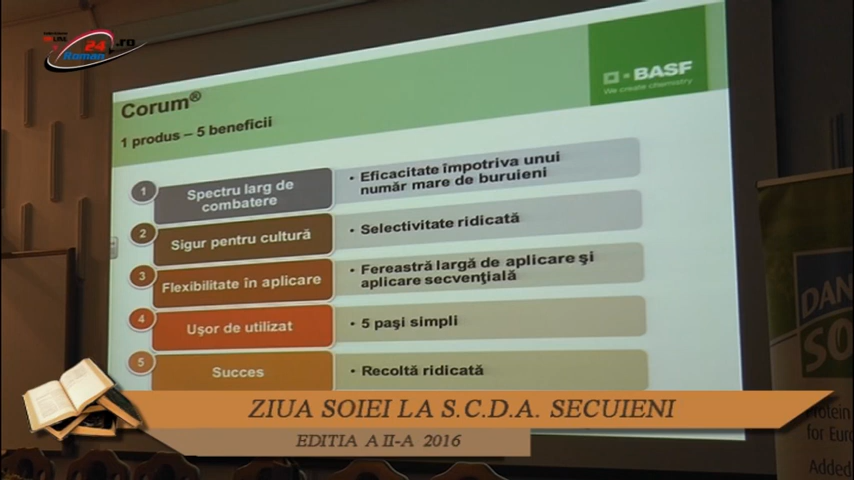 24.ro
Roman
Corum®
1 produs – 5 beneficii
BASF
We create chemistry
1
Spectru larg de
combatere
• Eficacitate împotriva unui
număr mare de buruieni
2
Sigur pentru cultură
• Selectivitate ridicată
3
Flexibilitate în aplicare
• Fereastră largă de aplicare şi
aplicare secvenţială
4
Uşor de utilizat
• 5 paşi simpli
5
Succes
• Recoltă ridicată
DAN
SO
rotein
for Euro
Added
ZIUA SOIEI LA S.C.D.A. SECUIENI
EDITIA A II-A 2016